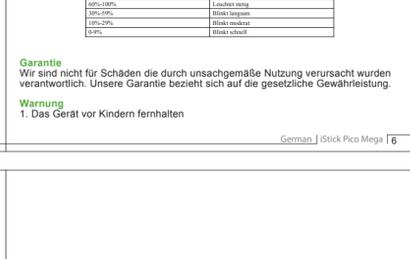 60%-100% Leuchtet stetig
30%-59% Blinkt langsam
10%-29% Blinkt moderat
0-9% Blinkt schnell
Garantie
Wir sind nicht für Schäden die durch unsachgemäße Nutzung verursacht wurden
verantwortlich. Unsere Garantie bezieht sich auf die gesetzliche Gewährleistung.
Warnung
1. Das Gerät vor Kindern fernhalten
German | iStick Pico Mega | 6